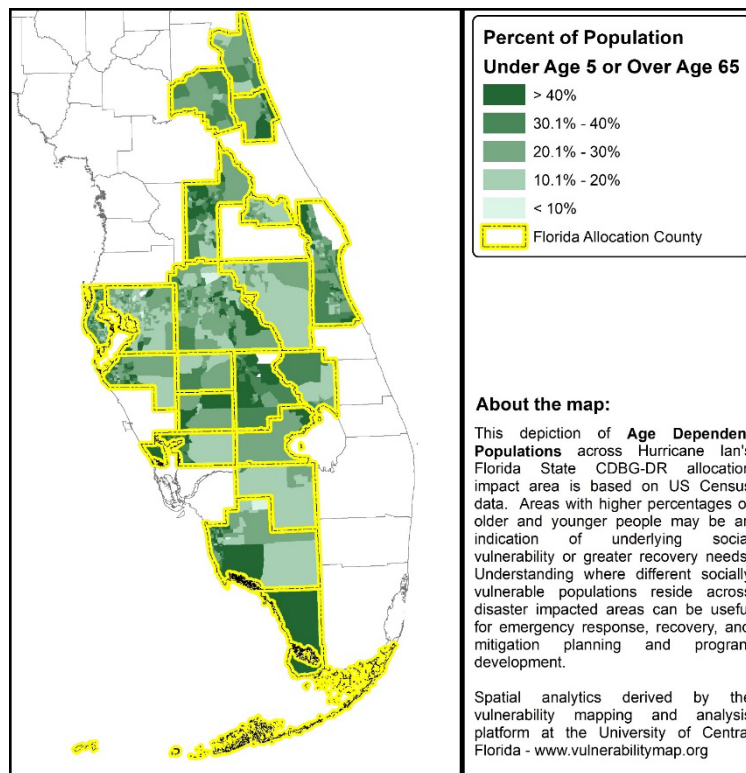 Percent of Population
Under Age 5 or Over Age 65
> 40%
30.1% - 40%
20.1% - 30%
10.1% - 20%
< 10%
Florida Allocation County
About the map:
This depiction of Age Dependen
Populations across Hurricane Ian's
Florida State CDBG-DR allocation
impact area is based on US Census
data. Areas with higher percentages o
older and younger people may be an
indication of underlying social
vulnerability or greater recovery needs
Understanding where different socially
vulnerable populations reside across
disaster impacted areas can be usefu
for emergency response, recovery, and
mitigation planning and program
development.
Spatial analytics derived by the
vulnerability mapping and analysis
platform at the University of Centra
Florida - www.vulnerabilitymap.org